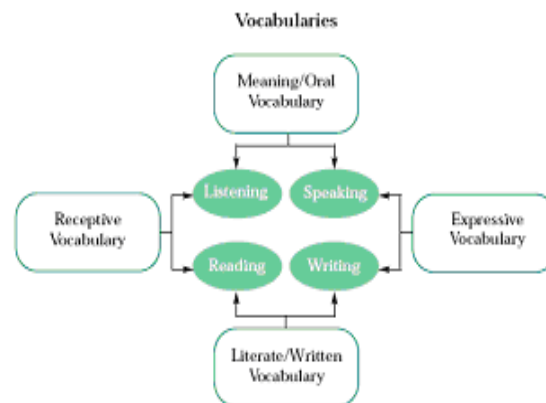 Vocabularies
Meaning/Oral
Vocabulary
Listening
Speaking
Receptive
Vocabulary
Expressive
Vocabulary
Reading
Writing
Literate/Written
Vocabulary